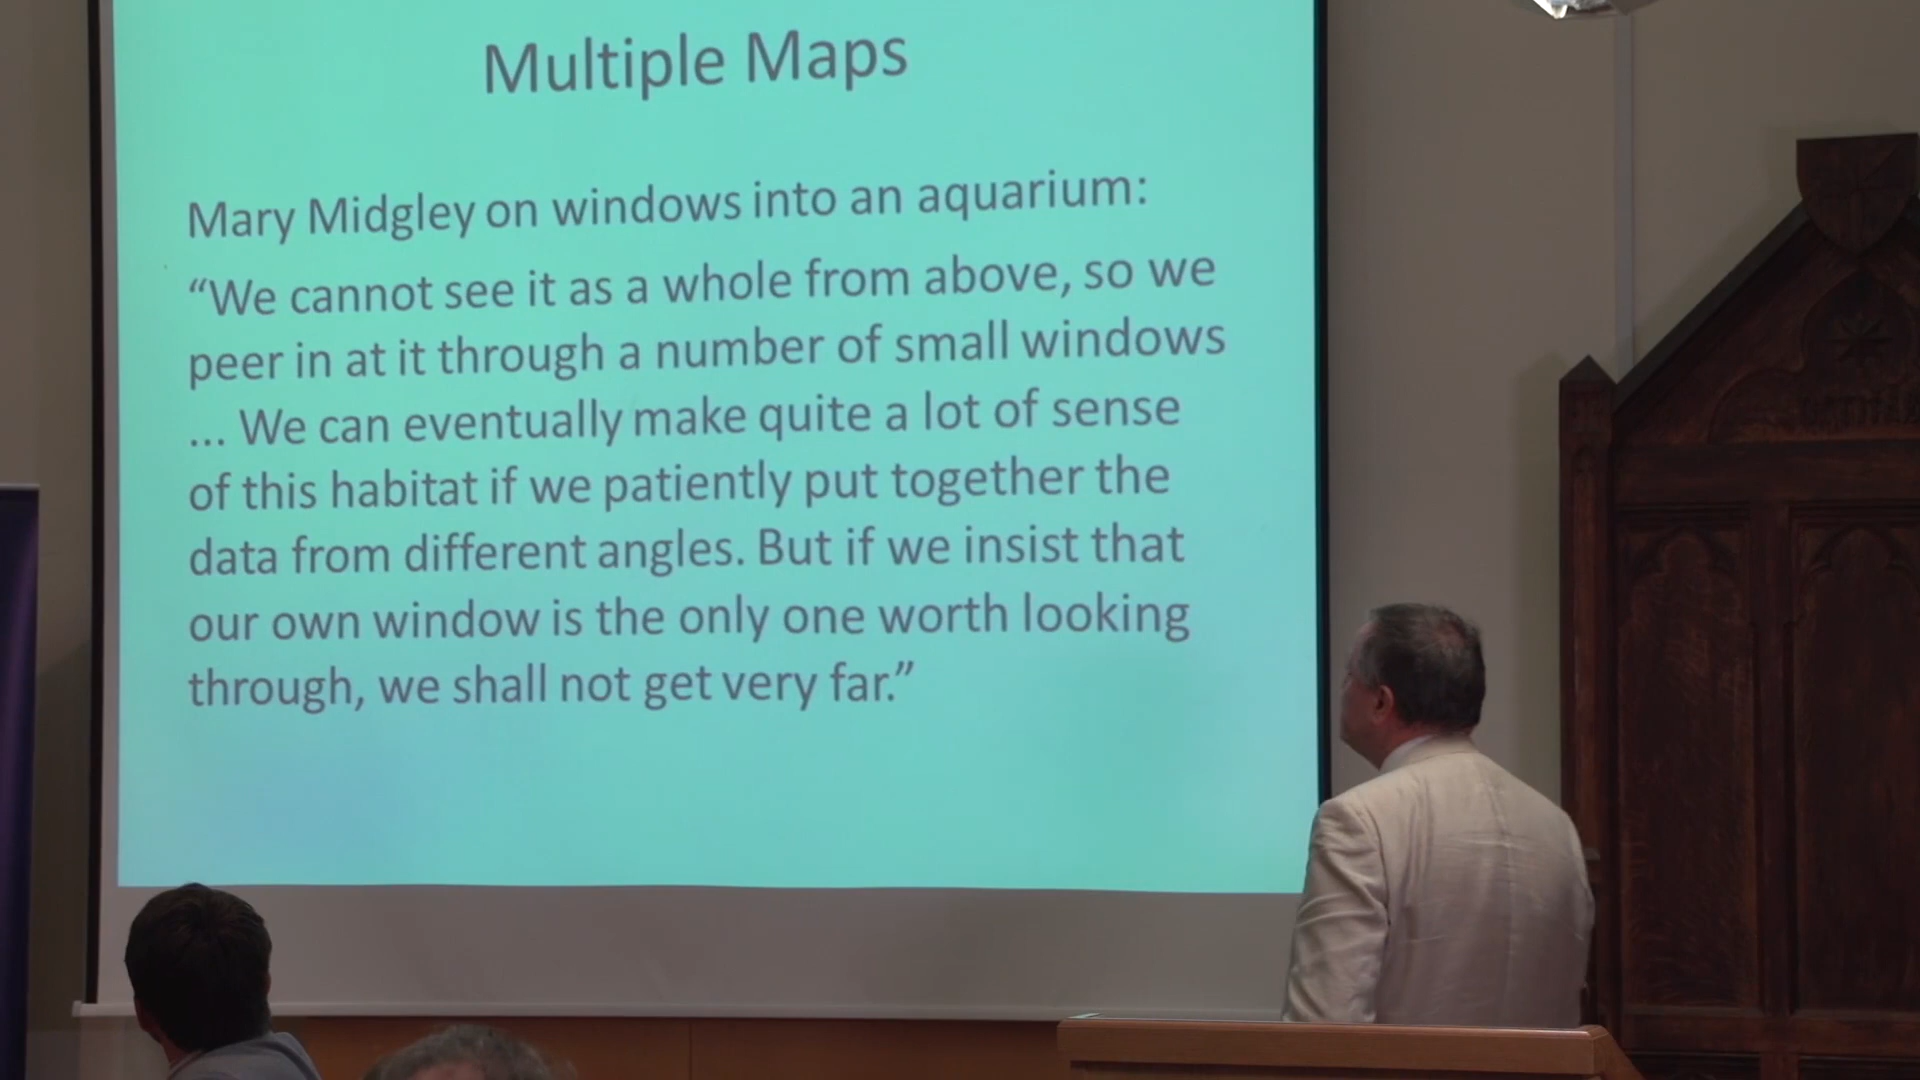 Multiple Maps
Mary Midgley on windows into an aquarium:
“We cannot see it as a whole from above, so we
peer in at it through a number of small windows
... We can eventually make quite a lot of sense
of this habitat if we patiently put together the
data from different angles. But if we insist that
our own window is the only one worth looking
through, we shall not get very far.”